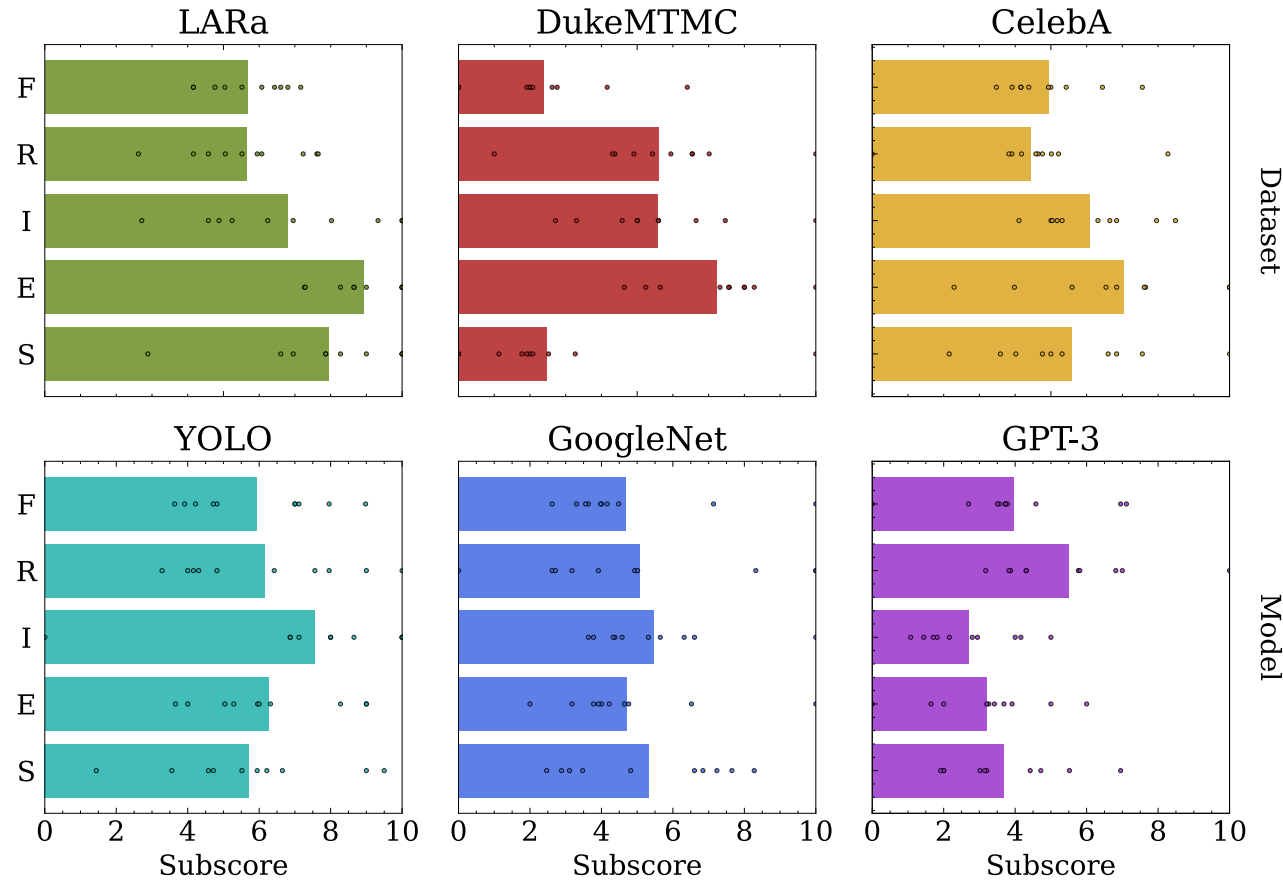 LARa DukeMTMC CelebA
F
R
I
E
S
Dataset
YOLO GoogleNet GPT-3
F
R
I
E
S
Model
0 2 4 6 8 10 0 2 4 6 8 10 0 2 4 6 8 10
Subscore Subscore Subscore